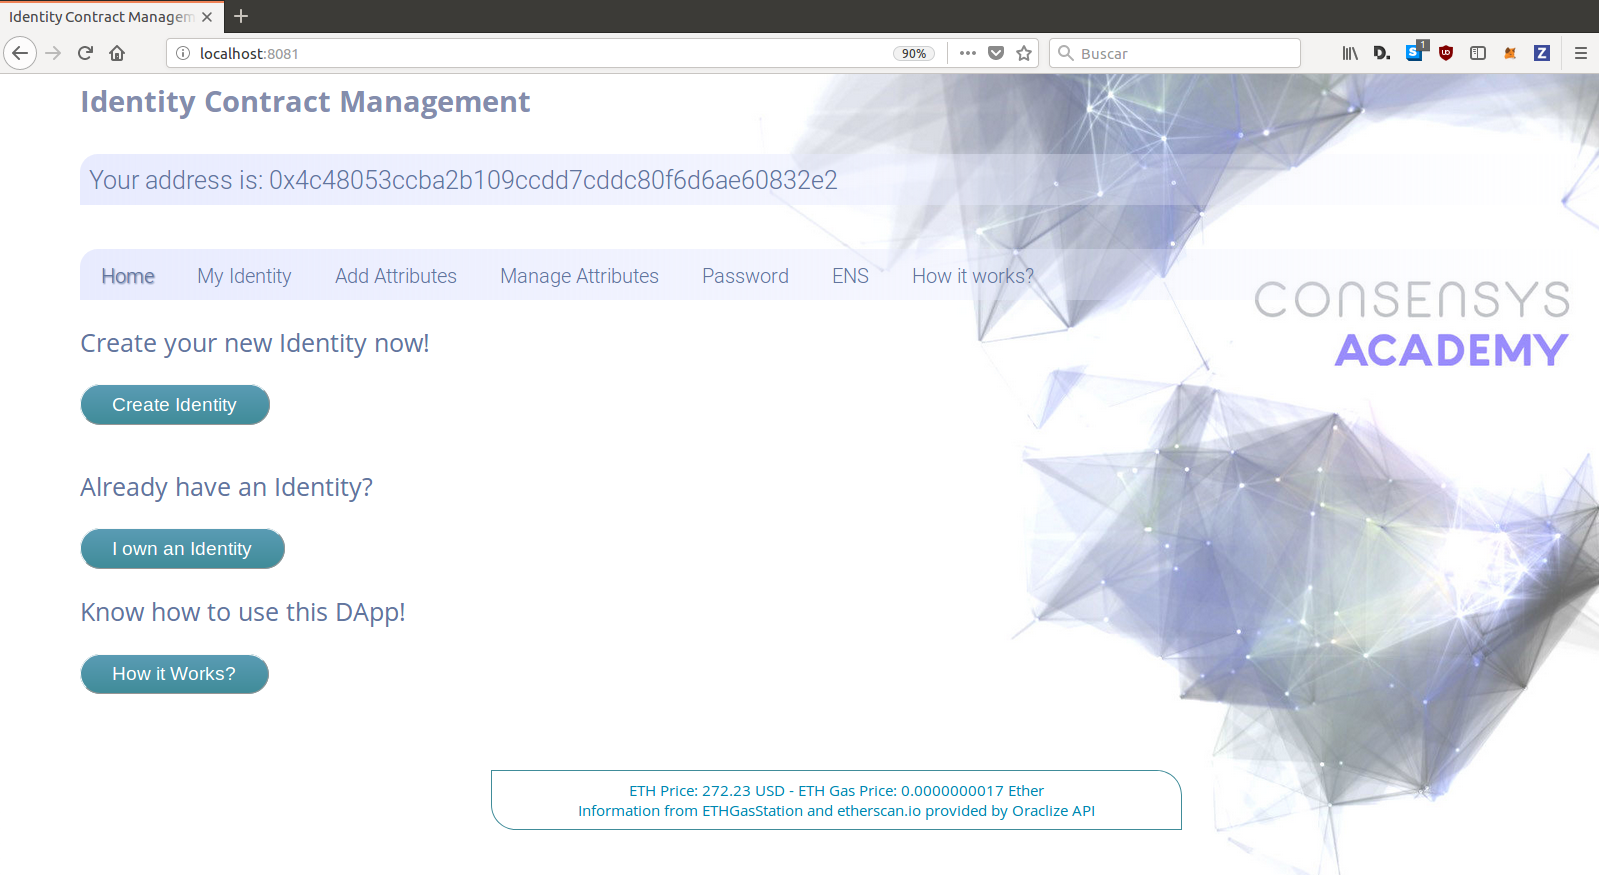 Identity Contract Managem
localhost:8081
90%
Buscar
D.
S
1
Z
Identity Contract Management
Your address is: 0x4c48053ccba2b109ccdd7cddc80f6d6ae60832e2
Home My Identity Add Attributes Manage Attributes Password ENS How it works?
CONSENSYS
ACADEMY
Create your new Identity now!
Create Identity
Already have an Identity?
I own an Identity
Know how to use this DApp!
How it Works?
ETH Price: 272.23 USD - ETH Gas Price: 0.0000000017 Ether
Information from ETHGasStation and etherscan.io provided by Oraclize API